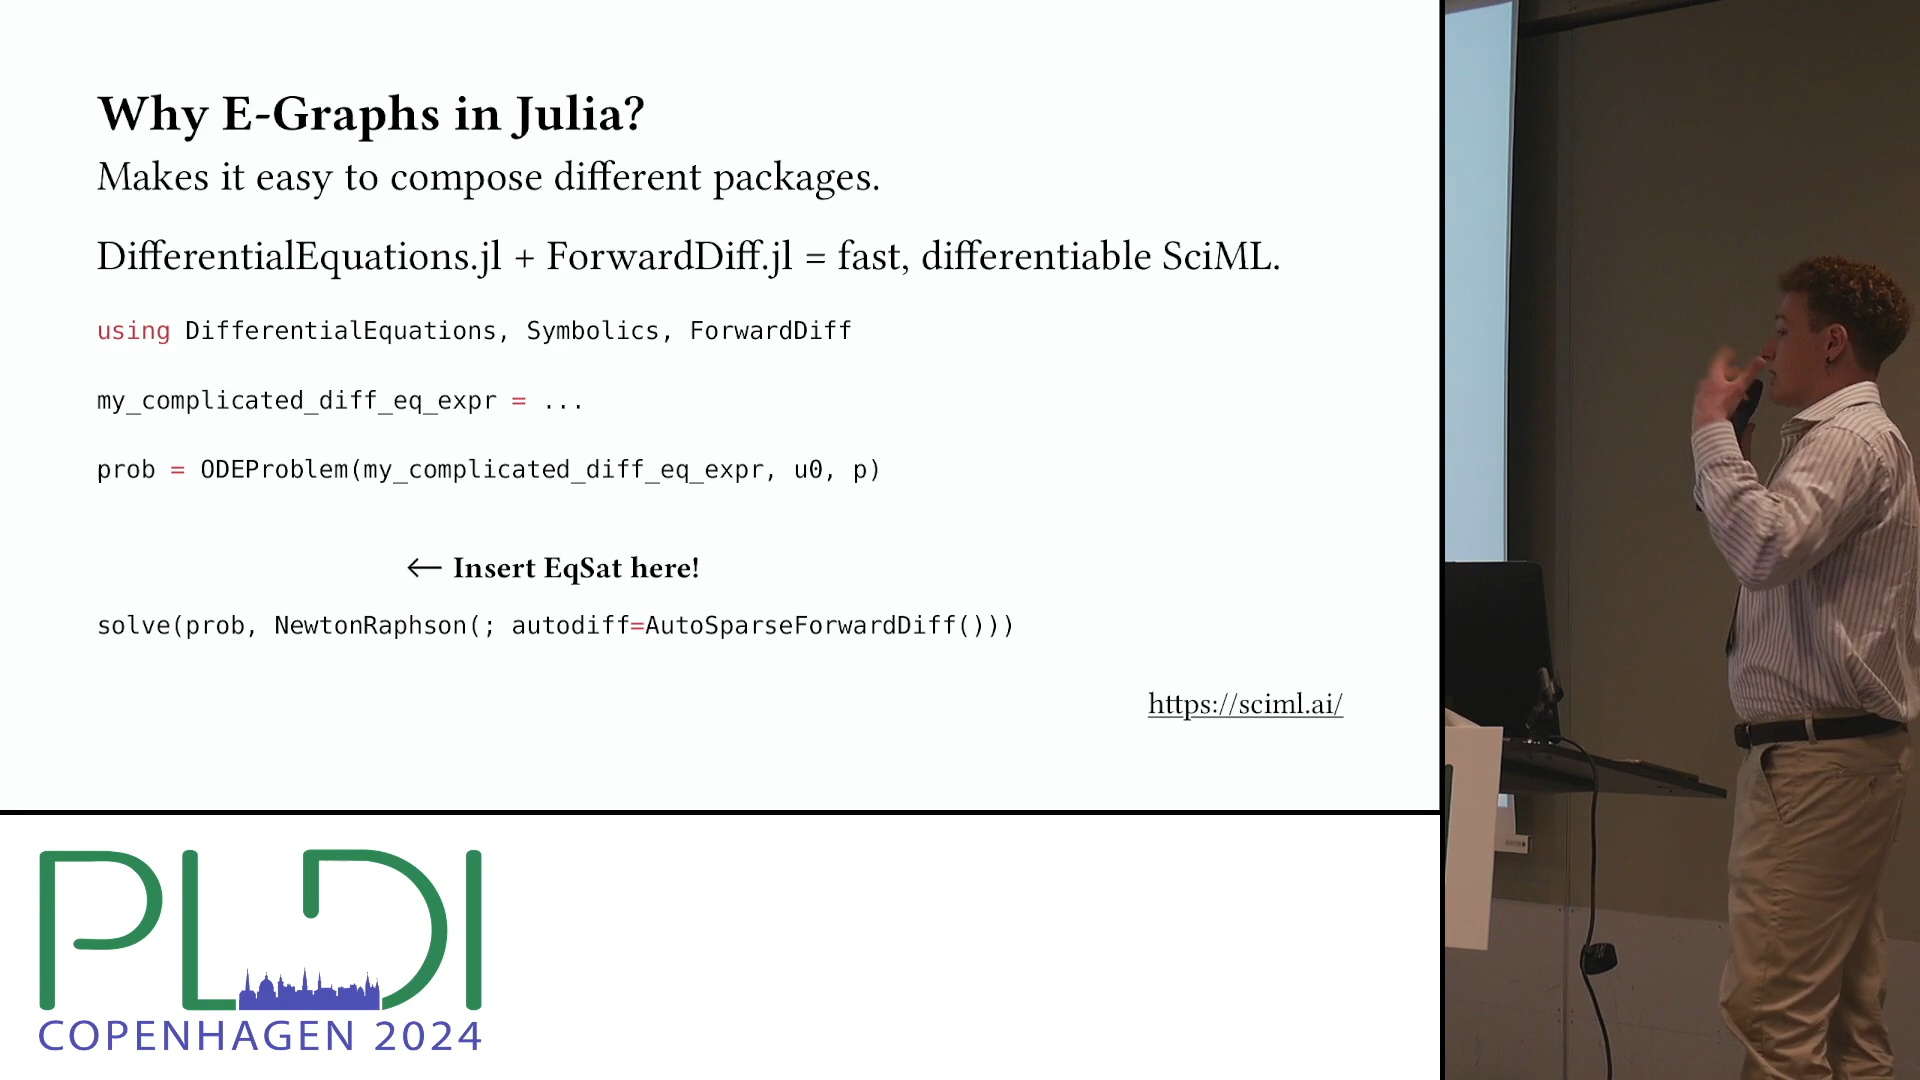 Why E-Graphs in Julia?
Makes it easy to compose different packages.
DifferentialEquations.jl + ForwardDiff.jl = fast, differentiable SciML.
using DifferentialEquations, Symbolics, ForwardDiff
my_complicated_diff_eq_expr = ...
prob = ODEProblem(my_complicated_diff_eq_expr, u0, p)
← Insert EqSat here!
solve(prob, NewtonRaphson(; autodiff=AutoSparseForwardDiff()))
https://sciml.ai/
PLDI
COPENHAGEN 2024